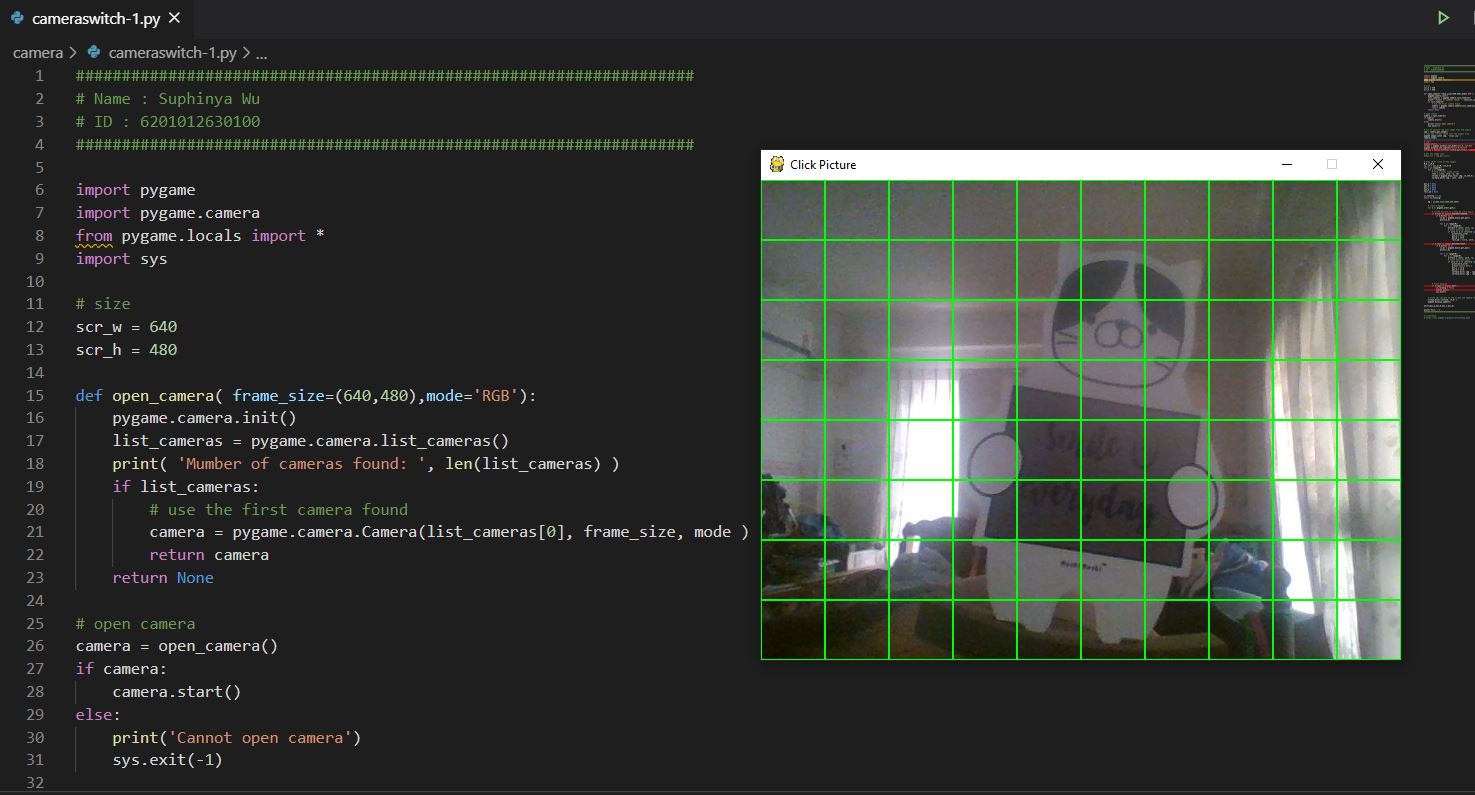 cameraswitch-1.py
camera > cameraswitch-1.py > ...
1 ###################################################################
2 # Name : Suphinya Wu
3 # ID : 6201012630100
4 ###################################################################
5
6 import pygame
7 import pygame.camera
8 from pygame.locals import *
9 import sys
10
11 # size
12 scr_w = 640
13 scr_h = 480
14
15 def open_camera( frame_size=(640,480),mode='RGB'):
16     pygame.camera.init()
17     list_cameras = pygame.camera.list_cameras()
18     print( 'Mumber of cameras found: ', len(list_cameras) )
19     if list_cameras:
20         # use the first camera found
21         camera = pygame.camera.Camera(list_cameras[0], frame_size, mode )
22         return camera
23     return None
24
25 # open camera
26 camera = open_camera()
27 if camera:
28     camera.start()
29 else:
30     print('Cannot open camera')
31     sys.exit(-1)
32
Click Picture
Smile
everyday